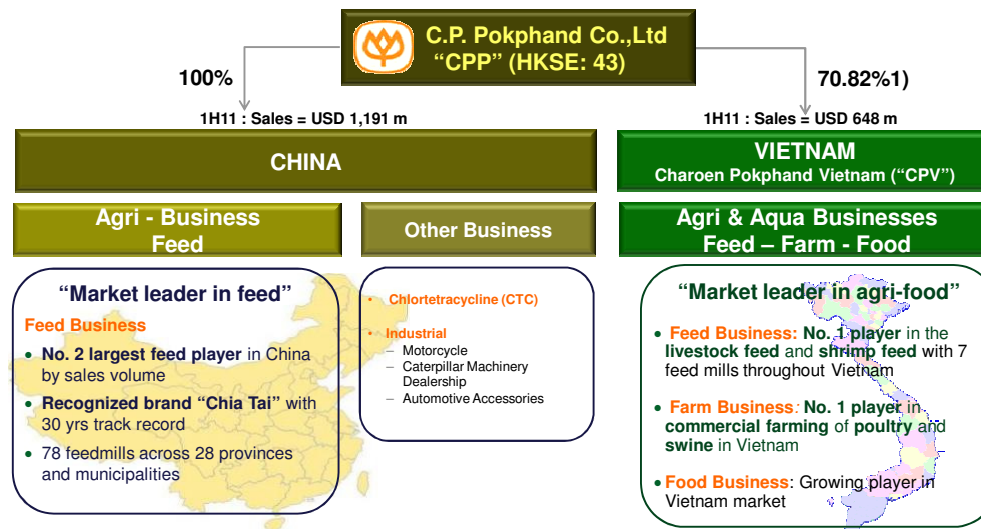 C.P. Pokphand Co.,Ltd
“CPP” (HKSE: 43)
100%
70.82%1)
1H11 : Sales = USD 1,191 m
1H11 : Sales = USD 648 m
CHINA
VIETNAM
Charoen Pokphand Vietnam (“CPV”)
Agri - Business
Feed
Other Business
Agri & Aqua Businesses
Feed – Farm - Food
“Market leader in feed”
Feed Business
• No. 2 largest feed player in China
by sales volume
• Recognized brand “Chia Tai” with
30 yrs track record
• 78 feedmills across 28 provinces
and municipalities
• Chlortetracycline (CTC)
• Industrial
– Motorcycle
– Caterpillar Machinery
Dealership
– Automotive Accessories
“Market leader in agri-food”
• Feed Business: No. 1 player in the
livestock feed and shrimp feed with 7
feed mills throughout Vietnam
• Farm Business: No. 1 player in
commercial farming of poultry and
swine in Vietnam
• Food Business: Growing player in
Vietnam market